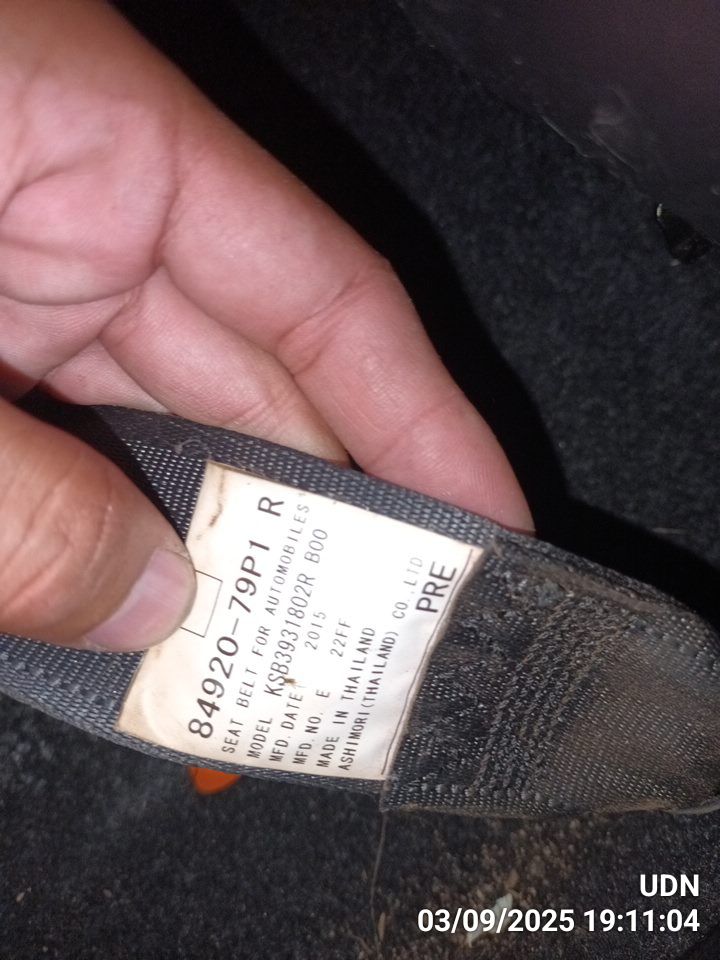 84920-79P1 R
SEAT BELT FOR AUTOMOBILES
MODEL KSB3931802R B00
MFD. DATE 2015
MFD. NO. E 22FF
MADE IN THAILAND
ASHIMORI(THAILAND) CO.,LTD
PRE
UDN
03/09/2025 19:11:04